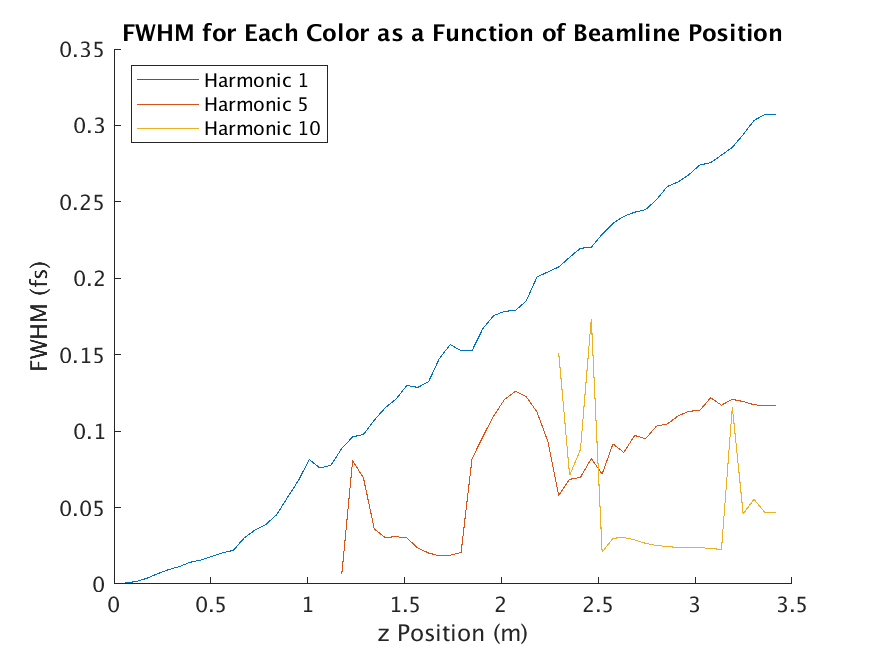 FWHM for Each Color as a Function of Beamline Position
Harmonic 1
Harmonic 5
Harmonic 10
FWHM (fs)
0.35
0.3
0.25
0.2
0.15
0.1
0.05
0
0 0.5 1 1.5 2 2.5 3 3.5
z Position (m)